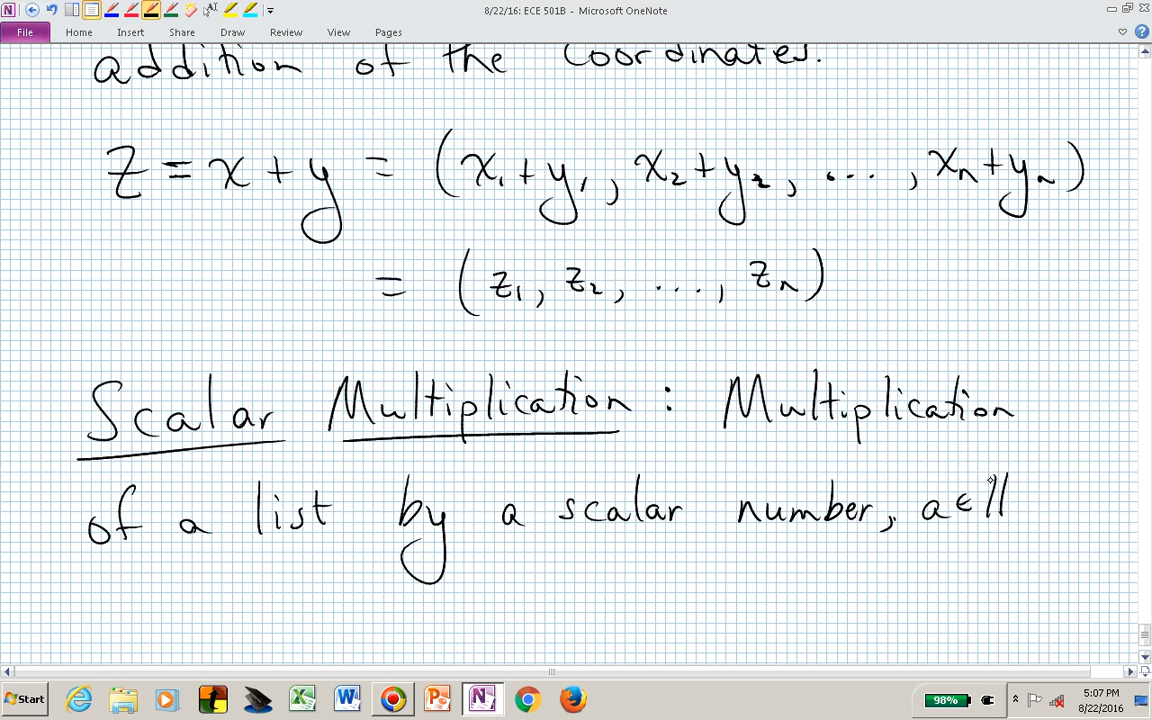 8/22/16: ECE 501B - Microsoft OneNote
File Home Insert Share Draw Review View Pages
addition of the coordinates.
z = x + y = (x₁+y₁, x₂+y₂, ..., xₙ+yₙ)
= (z₁, z₂, ..., zₙ)
Scalar Multiplication: Multiplication
of a list by a scalar number, a ∈
Start
98%
5:07 PM
8/22/2016